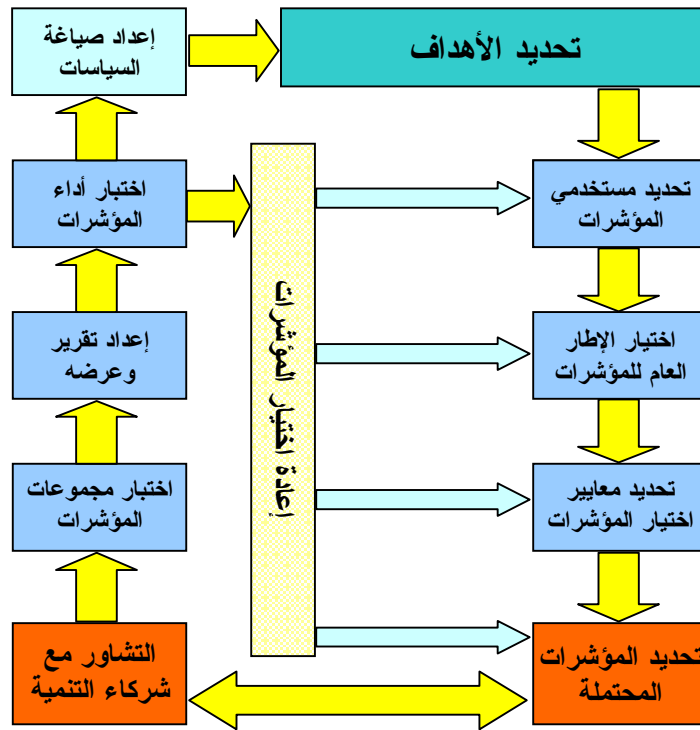 تحديد الأهداف
إعداد صياغة
السياسات
تحديد مستخدمي
المؤشرات
اختبار أداء
المؤشرات
إعادة اختيار المؤشرات
اختيار الإطار
العام للمؤشرات
إعداد تقرير
وعرضه
تحديد معايير
اختيار المؤشرات
اختبار مجموعات
المؤشرات
تحديد المؤشرات
المحتملة
التشاور مع
شركاء التنمية